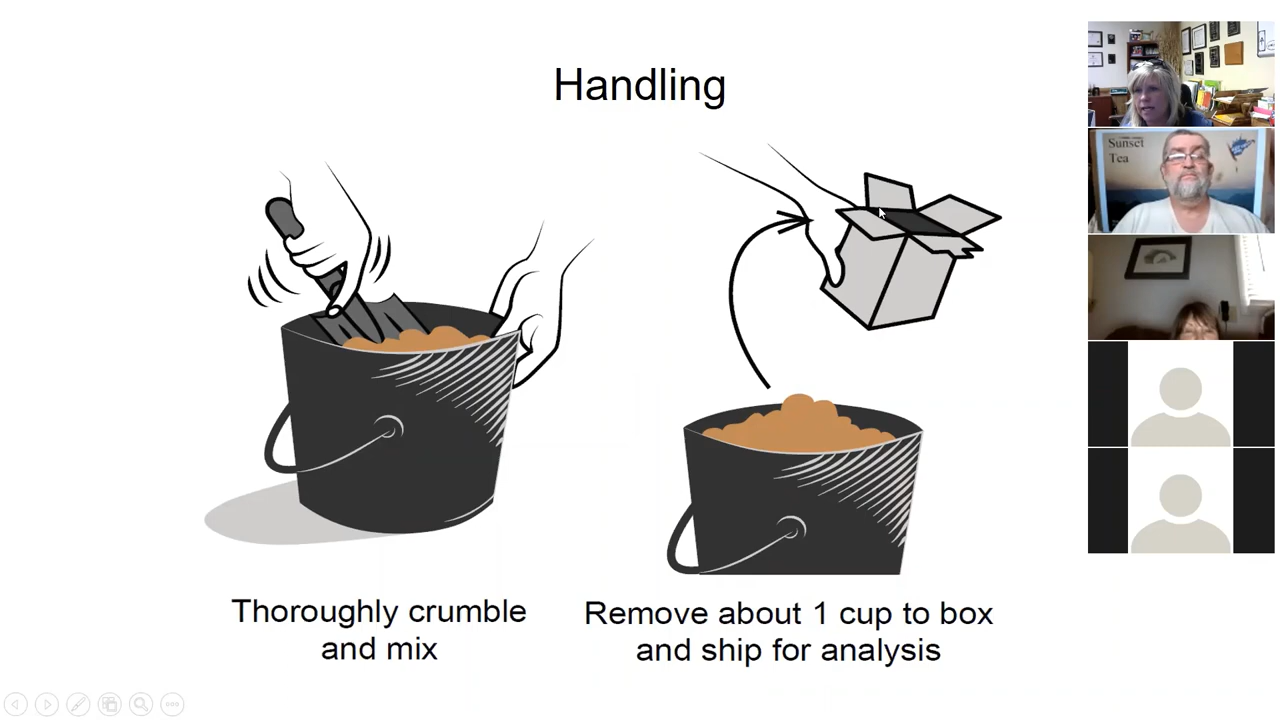 Handling
Thoroughly crumble
and mix
Remove about 1 cup to box
and ship for analysis
Sunset
Tea